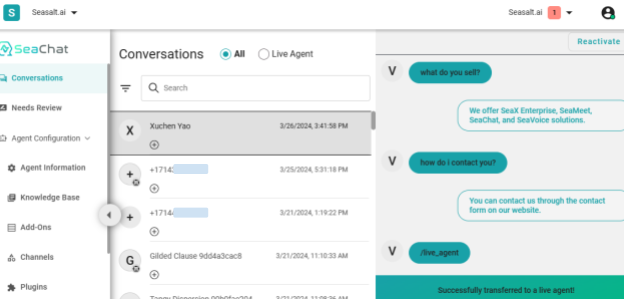 S Seasalt.ai
Seasalt.ai 1
SeaChat
Conversations
Needs Review
Agent Configuration
Agent Information
Knowledge Base
Add-Ons
Channels
Plugins
Conversations All Live Agent
Search
X Xuchen Yao 3/26/2024, 3:41:58 PM
+ +1714 3/25/2024, 5:31:18 PM
+ +1714 3/21/2024, 1:19:22 PM
G Gilded Clause 9dd4a3cac8 3/21/2024, 11:10:33 AM
Reactivate
V what do you sell?
We offer SeaX Enterprise, SeaMeet,
SeaChat, and SeaVoice solutions.
V how do i contact you?
You can contact us through the contact
form on our website.
V /live_agent
Successfully transferred to a live agent!